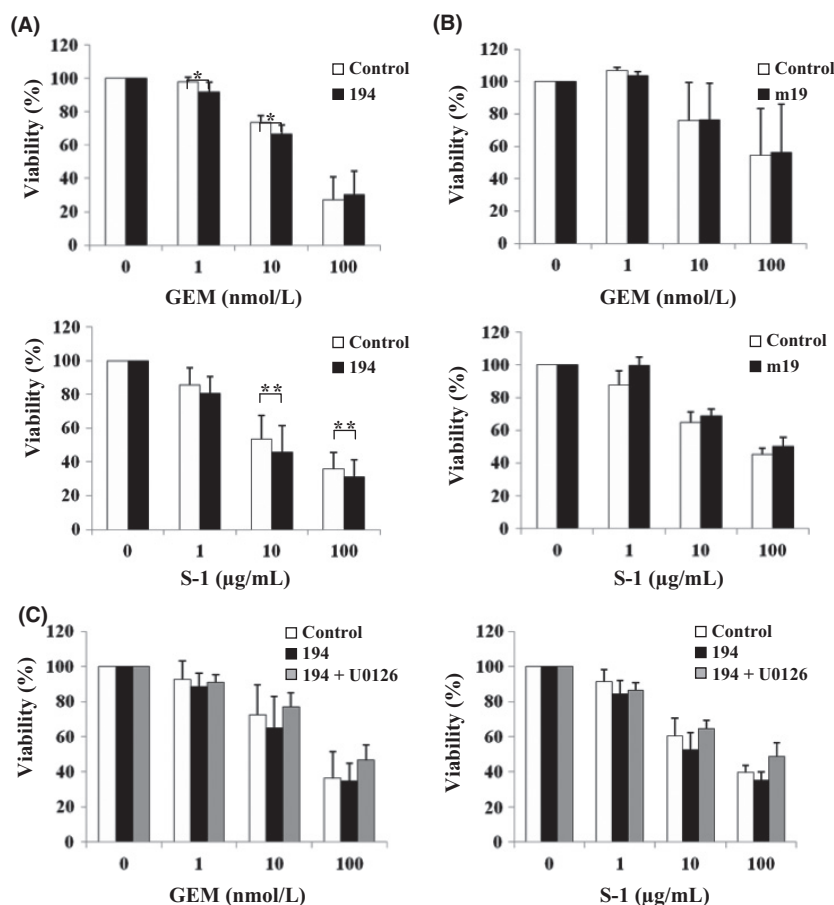 (A)
Viability (%)
120
100
80
60
40
20
0
Control
194
*
*
0 1 10 100
GEM (nmol/L)
(B)
Viability (%)
120
100
80
60
40
20
0
Control
m19
0 1 10 100
GEM (nmol/L)
Viability (%)
120
100
80
60
40
20
0
Control
194
**
**
0 1 10 100
S-1 (µg/mL)
Viability (%)
120
100
80
60
40
20
0
Control
m19
0 1 10 100
S-1 (µg/mL)
(C)
Viability (%)
120
100
80
60
40
20
0
Control
194
194 + U0126
0 1 10 100
GEM (nmol/L)
Viability (%)
120
100
80
60
40
20
0
Control
194
194 + U0126
0 1 10 100
S-1 (µg/mL)